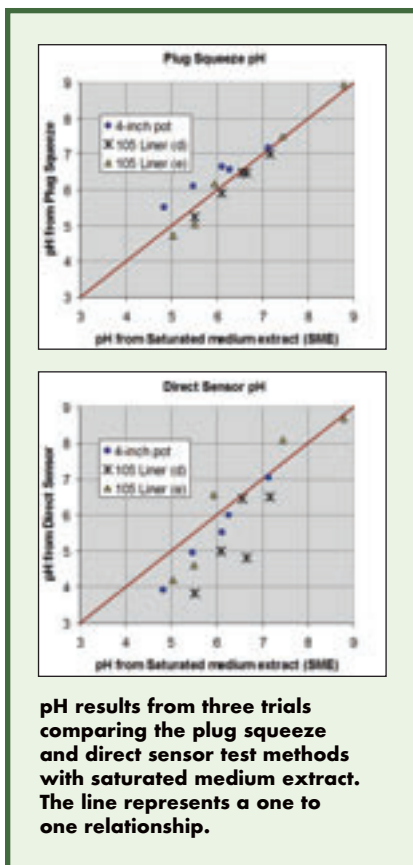 Plug Squeeze pH
9
8
7
6
5
4
3
pH from Plug Squeeze
4-inch pot
105 Liner (d)
105 Liner (e)
3 4 5 6 7 8 9
pH from Saturated medium extract (SME)
Direct Sensor pH
9
8
7
6
5
4
3
pH from Direct Sensor
4-inch pot
105 Liner (d)
105 Liner (e)
3 4 5 6 7 8 9
pH from Saturated medium extract (SME)
pH results from three trials
comparing the plug squeeze
and direct sensor test methods
with saturated medium extract.
The line represents a one to
one relationship.